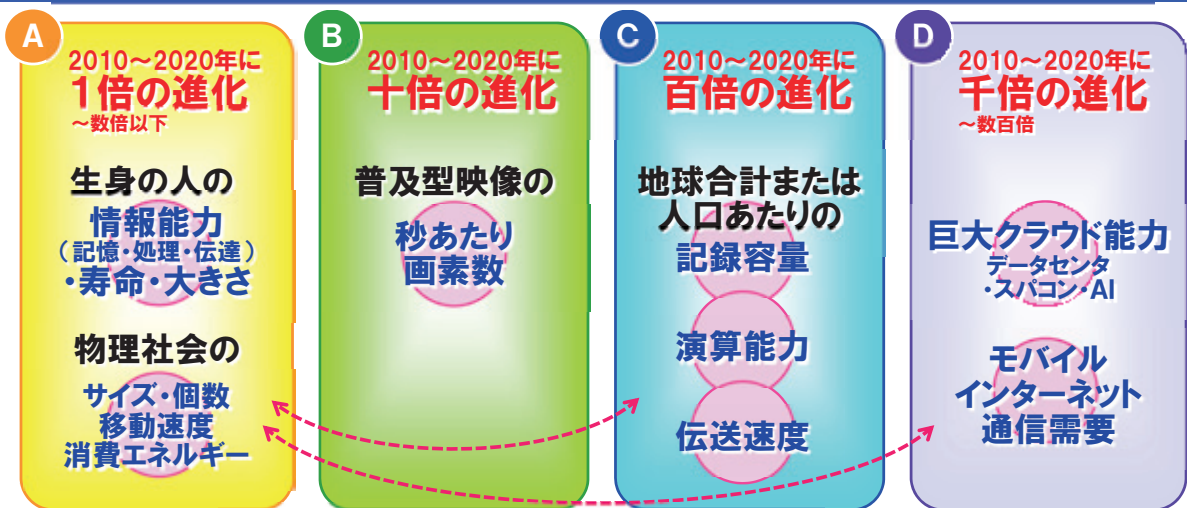 A
2010～2020年に
1倍の進化
～数倍以下
生身の人の
情報能力
（記憶・処理・伝達）
・寿命・大きさ
物理社会の
サイズ・個数
移動速度
消費エネルギー
B
2010～2020年に
十倍の進化
普及型映像の
秒あたり
画素数
C
2010～2020年に
百倍の進化
地球合計または
人口あたりの
記録容量
演算能力
伝送速度
D
2010～2020年に
千倍の進化
～数百倍
巨大クラウド能力
データセンタ
・スパコン・AI
モバイル
インターネット
通信需要